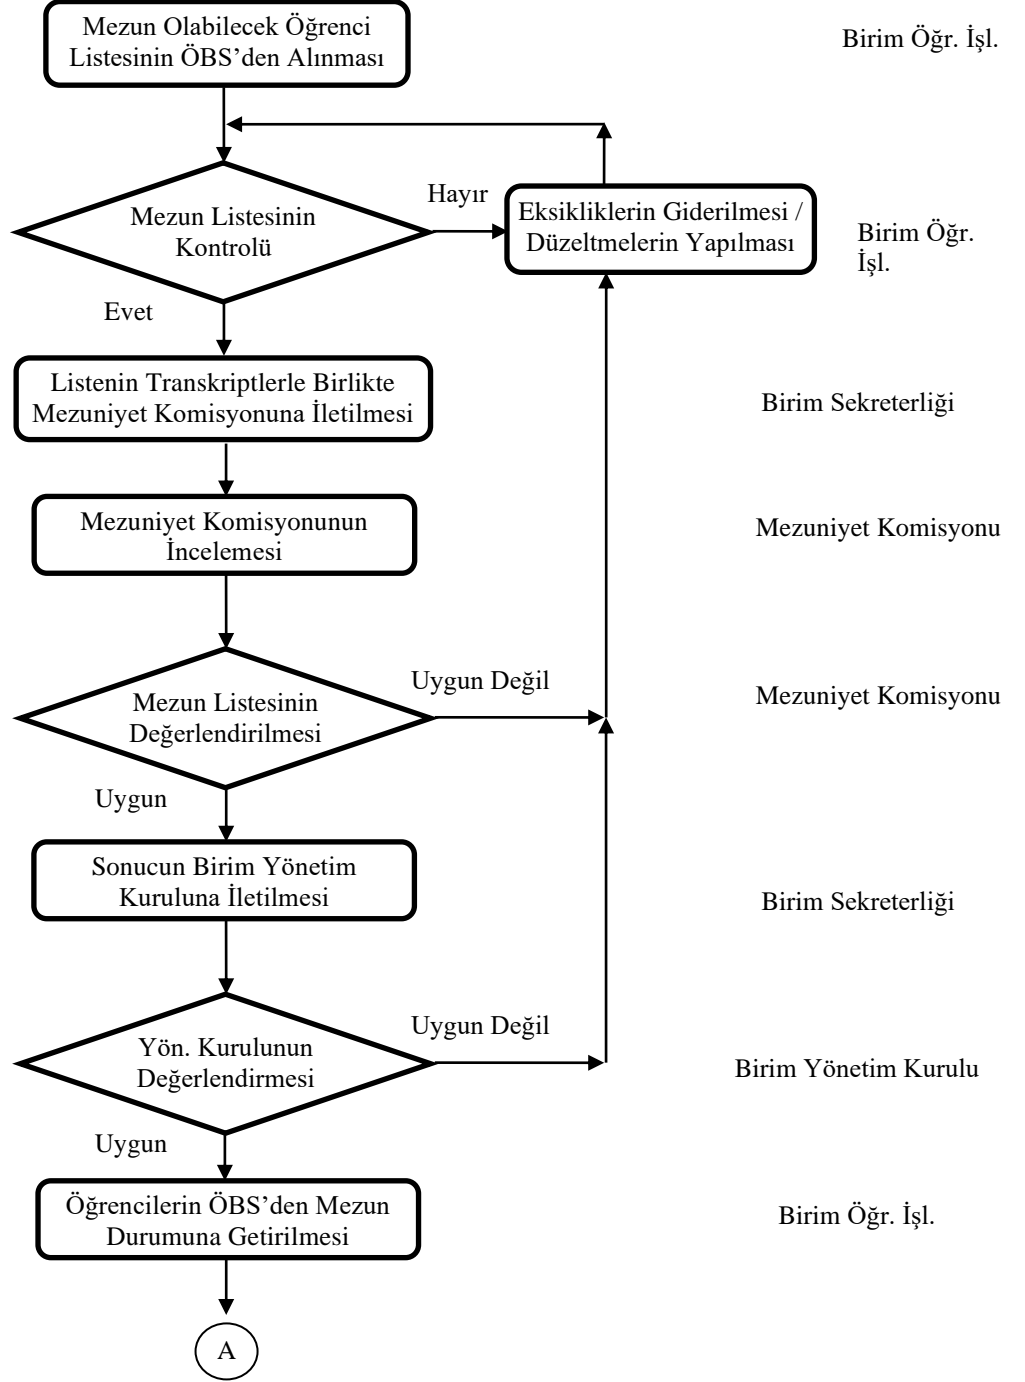 Mezun Olabilecek Öğrenci
Listesinin ÖBS’den Alınması
Birim Öğr. İşl.
Hayır
Mezun Listesinin
Kontrolü
Eksikliklerin Giderilmesi /
Düzeltmelerin Yapılması
Birim Öğr.
İşl.
Evet
Listenin Transkriptlerle Birlikte
Mezuniyet Komisyonuna İletilmesi
Birim Sekreterliği
Mezuniyet Komisyonunun
İncelemesi
Mezuniyet Komisyonu
Uygun Değil
Mezun Listesinin
Değerlendirilmesi
Mezuniyet Komisyonu
Uygun
Sonucun Birim Yönetim
Kuruluna İletilmesi
Birim Sekreterliği
Uygun Değil
Yön. Kurulunun
Değerlendirmesi
Birim Yönetim Kurulu
Uygun
Öğrencilerin ÖBS’den Mezun
Durumuna Getirilmesi
Birim Öğr. İşl.
A